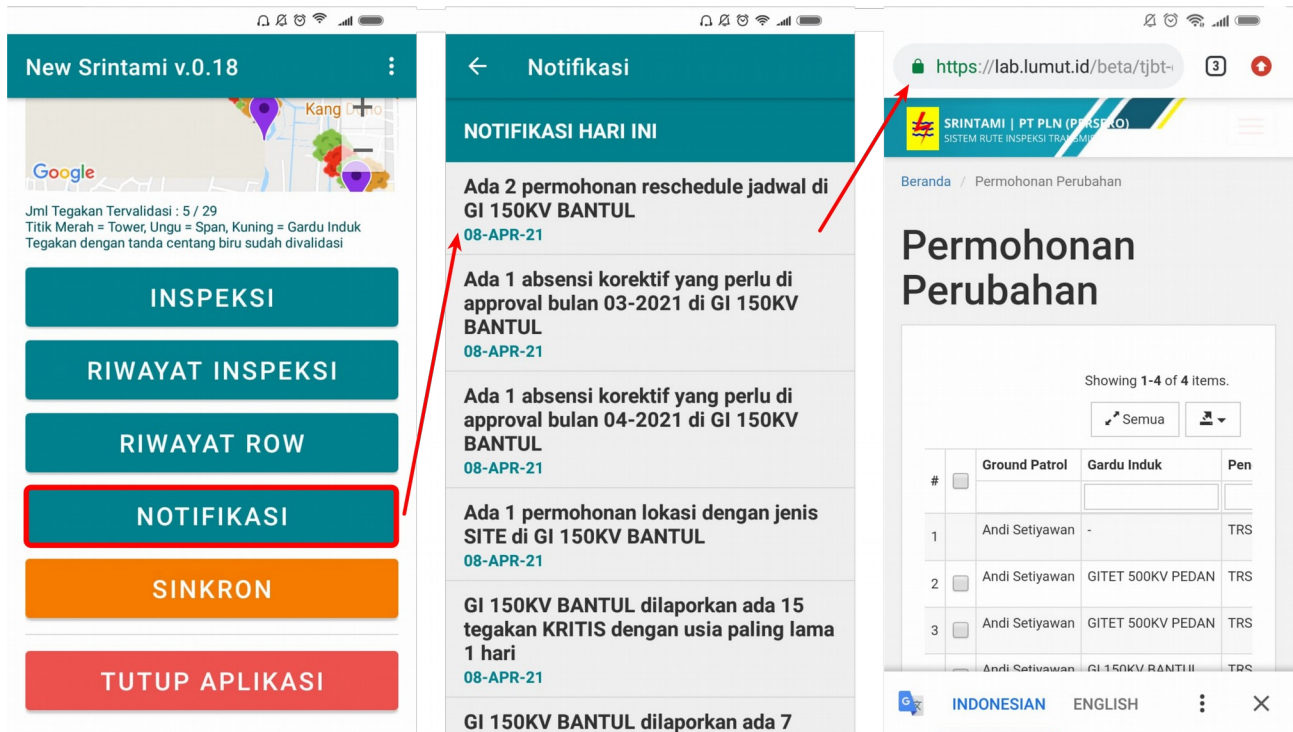 New Srintami v.0.18
Kang
Google
Jml Tegakan Tervalidasi : 5 / 29
Titik Merah = Tower, Ungu = Span, Kuning = Gardu Induk
Tegakan dengan tanda centang biru sudah divalidasi
INSPEKSI
RIWAYAT INSPEKSI
RIWAYAT ROW
NOTIFIKASI
SINKRON
TUTUP APLIKASI
Notifikasi
NOTIFIKASI HARI INI
Ada 2 permohonan reschedule jadwal di
GI 150KV BANTUL
08-APR-21
Ada 1 absensi korektif yang perlu di
approval bulan 03-2021 di GI 150KV
BANTUL
08-APR-21
Ada 1 absensi korektif yang perlu di
approval bulan 04-2021 di GI 150KV
BANTUL
08-APR-21
Ada 1 permohonan lokasi dengan jenis
SITE di GI 150KV BANTUL
08-APR-21
GI 150KV BANTUL dilaporkan ada 15
tegakan KRITIS dengan usia paling lama
1 hari
08-APR-21
GI 150KV BANTUL dilaporkan ada 7
https://lab.lumut.id/beta/tjbt-
3
SRINTAMI | PT PLN (PERSERO)
SISTEM RUTE INSPEKSI
Beranda / Permohonan Perubahan
Permohonan
Perubahan
Showing 1-4 of 4 items.
Semua
# Ground Patrol Gardu Induk Pen
1 Andi Setiyawan - TRS
2 Andi Setiyawan GITET 500KV PEDAN TRS
3 Andi Setiyawan GITET 500KV PEDAN TRS
Andi Setiyawan GI 150KV BANTUL TRS
INDONESIAN ENGLISH